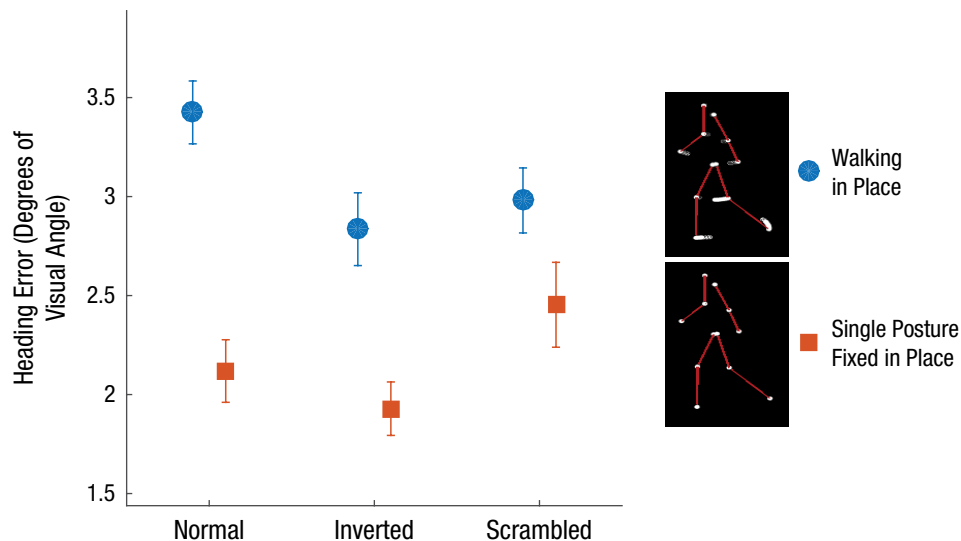 Heading Error (Degrees of
Visual Angle)
3.5
3
2.5
2
1.5
Normal
Inverted
Scrambled
Walking
in Place
Single Posture
Fixed in Place